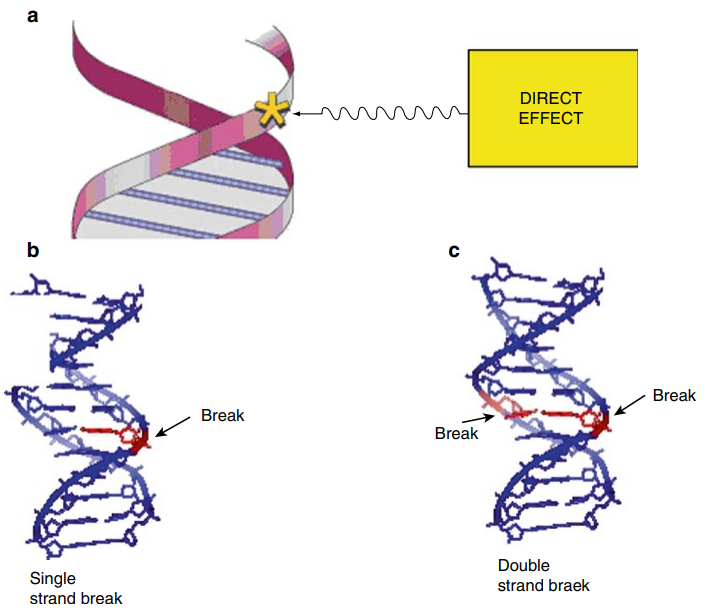 a
DIRECT
EFFECT
b
Break
Single
strand break
c
Break
Break
Double
strand braek